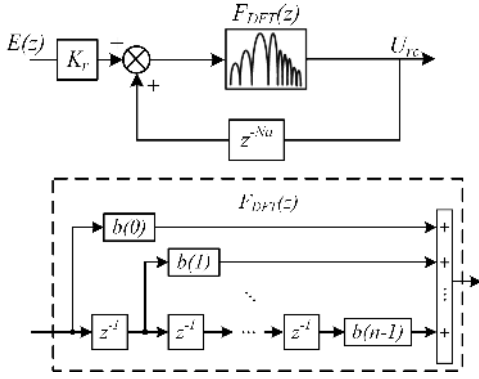 F_DFT(z)
E(z) K_r − + U_rc
z^-Na
F_DFT(z)
b(0) +
b(1) +
⋱ ⋮
z^-1 z^-1 ... z^-1 b(n-1) +